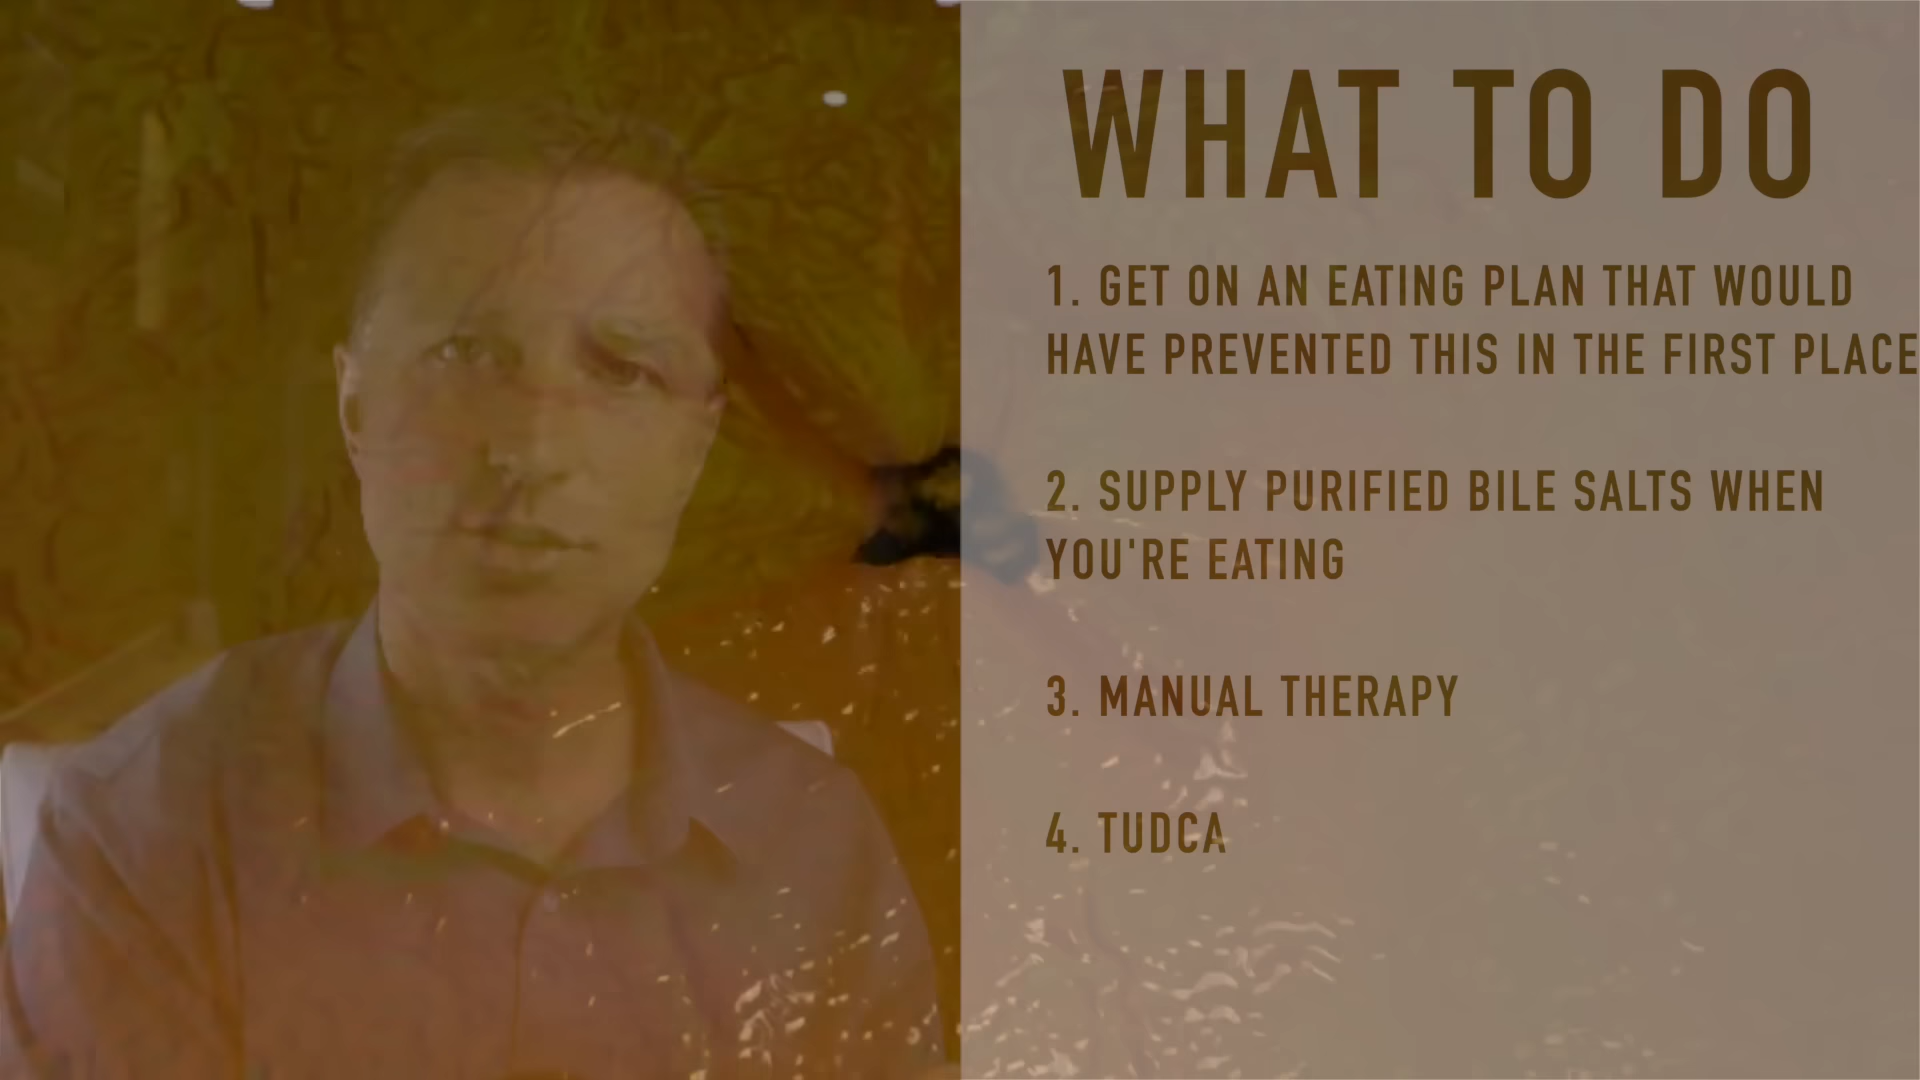 WHAT TO DO
1. GET ON AN EATING PLAN THAT WOULD
HAVE PREVENTED THIS IN THE FIRST PLACE
2. SUPPLY PURIFIED BILE SALTS WHEN
YOU'RE EATING
3. MANUAL THERAPY
4. TUDCA